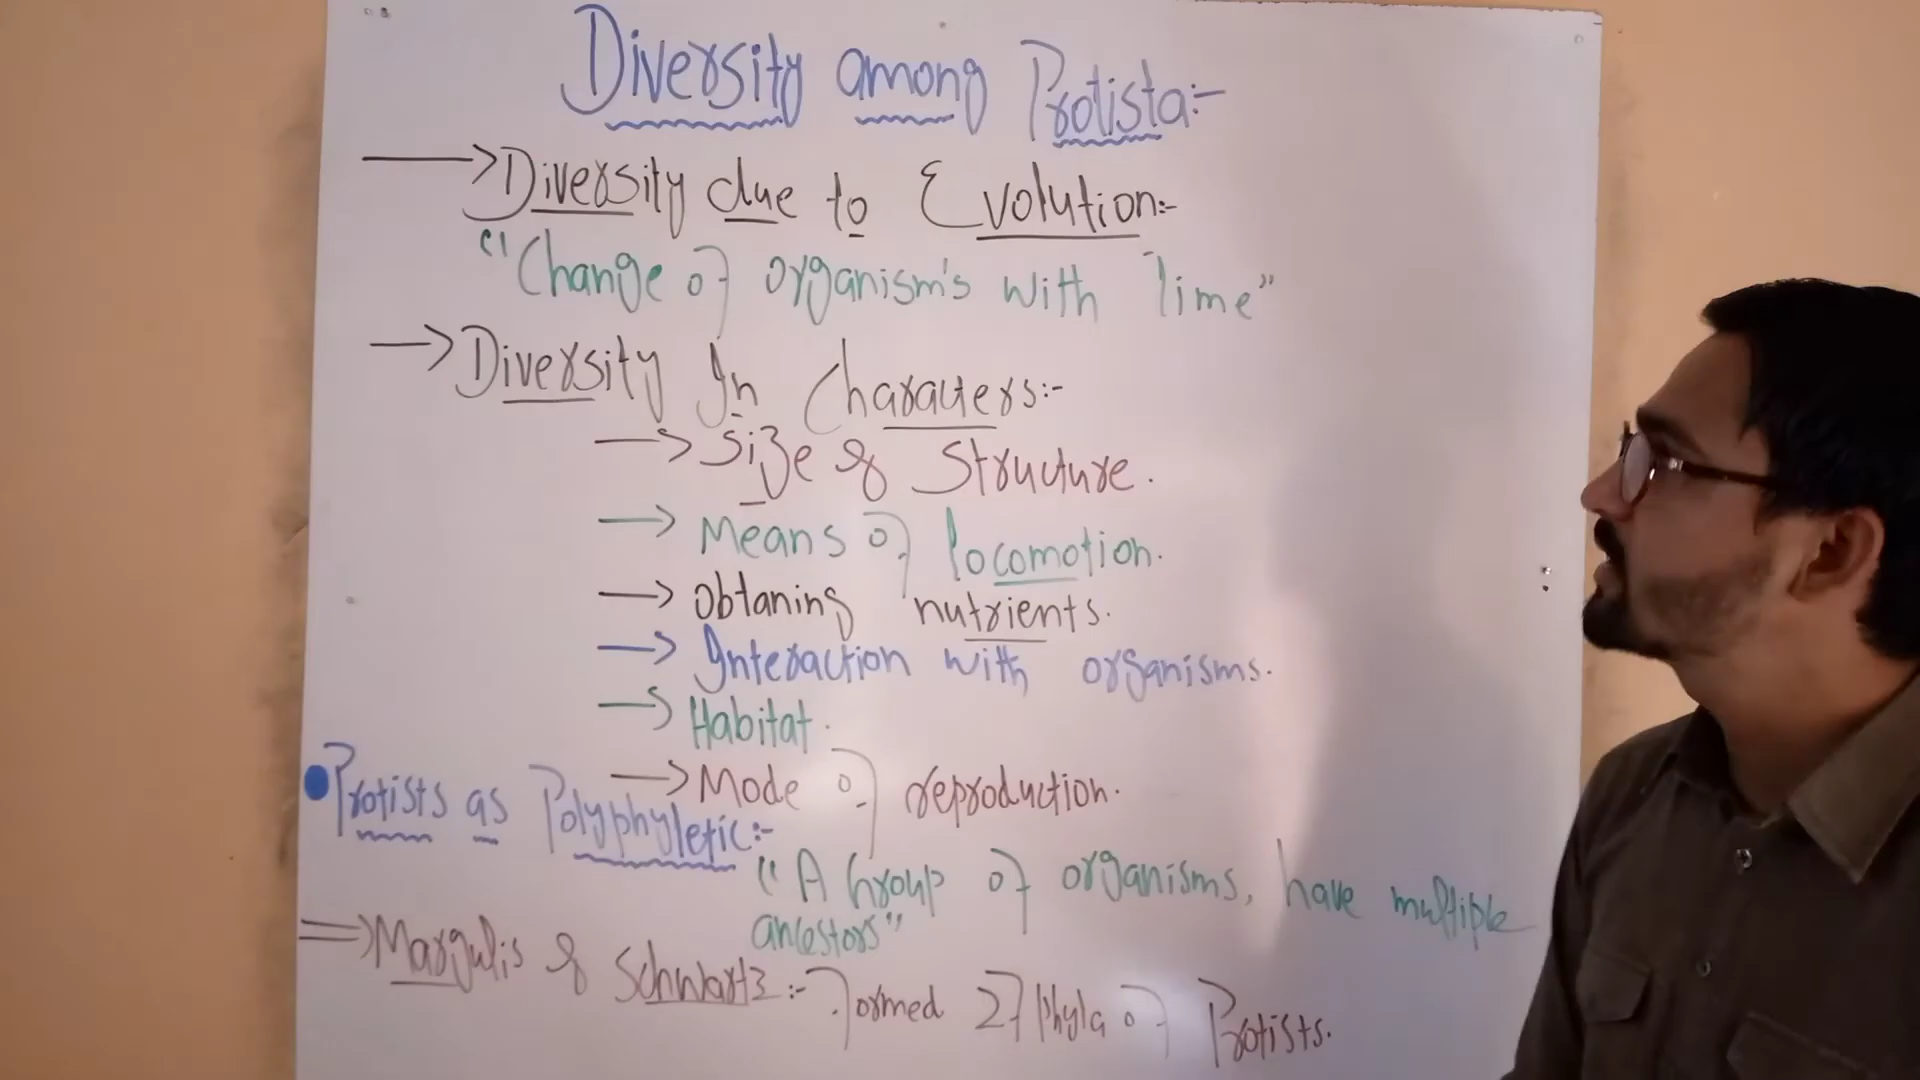 Diversity among Protista:-
→Diversity due to Evolution:-
"Change of organism's with Time"
→Diversity In Characters:-
→ Size & Structure.
→ Means of locomotion.
→ Obtaning nutrients.
→ Interaction with organisms.
→ Habitat.
→ Mode of reproduction.
Protists as Polyphyletic:-
"A Group of organisms, have multiple
ancestors"
⇒Margulis & Schwartz:- Formed 27 Phyla of Protists.